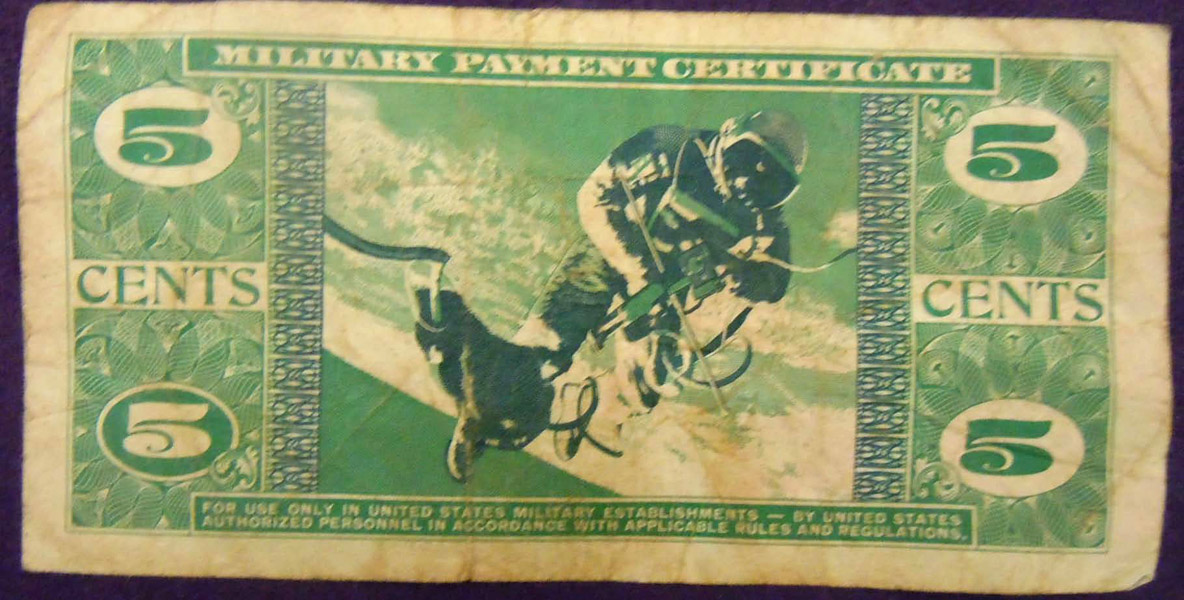 MILITARY PAYMENT CERTIFICATE
5
5
CENTS
CENTS
5
5
FOR USE ONLY IN UNITED STATES MILITARY ESTABLISHMENTS — BY UNITED STATES
AUTHORIZED PERSONNEL IN ACCORDANCE WITH APPLICABLE RULES AND REGULATIONS.